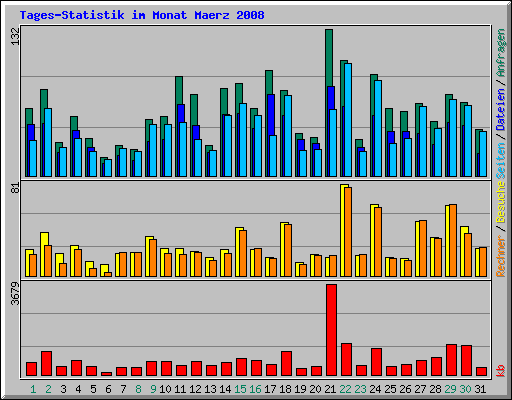 Tages-Statistik im Monat Maerz 2008
132
81
3679
Rechner / Besuche Seiten / Dateien / Anfragen
kb
1 2 3 4 5 6 7 8 9 10 11 12 13 14 15 16 17 18 19 20 21 22 23 24 25 26 27 28 29 30 31